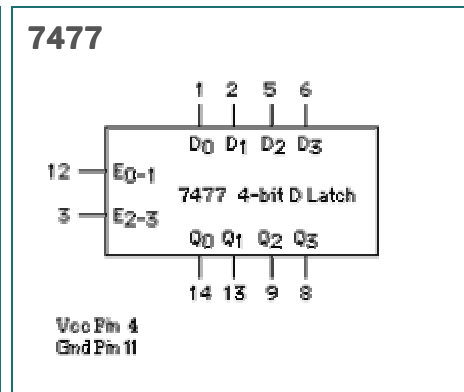 7477
1 2 5 6
D0 D1 D2 D3
12 E0-1
7477 4-bit D Latch
3 E2-3
Q0 Q1 Q2 Q3
14 13 9 8
Vcc Pin 4
Gnd Pin 11